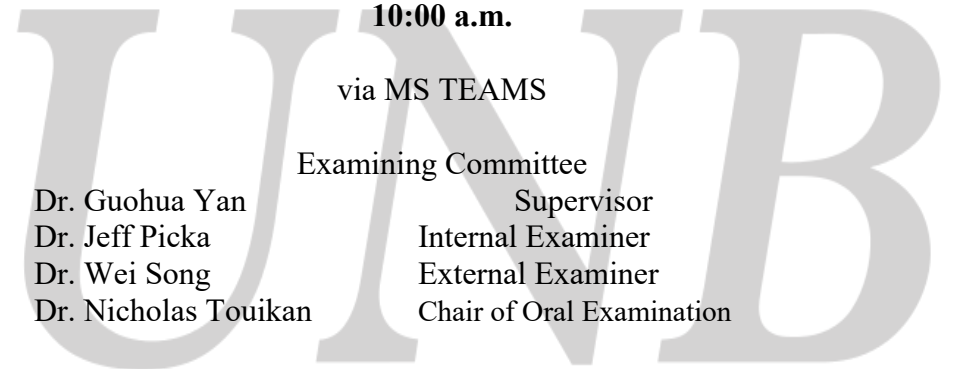 10:00 a.m.
via MS TEAMS
Examining Committee
Dr. Guohua Yan Supervisor
Dr. Jeff Picka Internal Examiner
Dr. Wei Song External Examiner
Dr. Nicholas Touikan Chair of Oral Examination
UNB